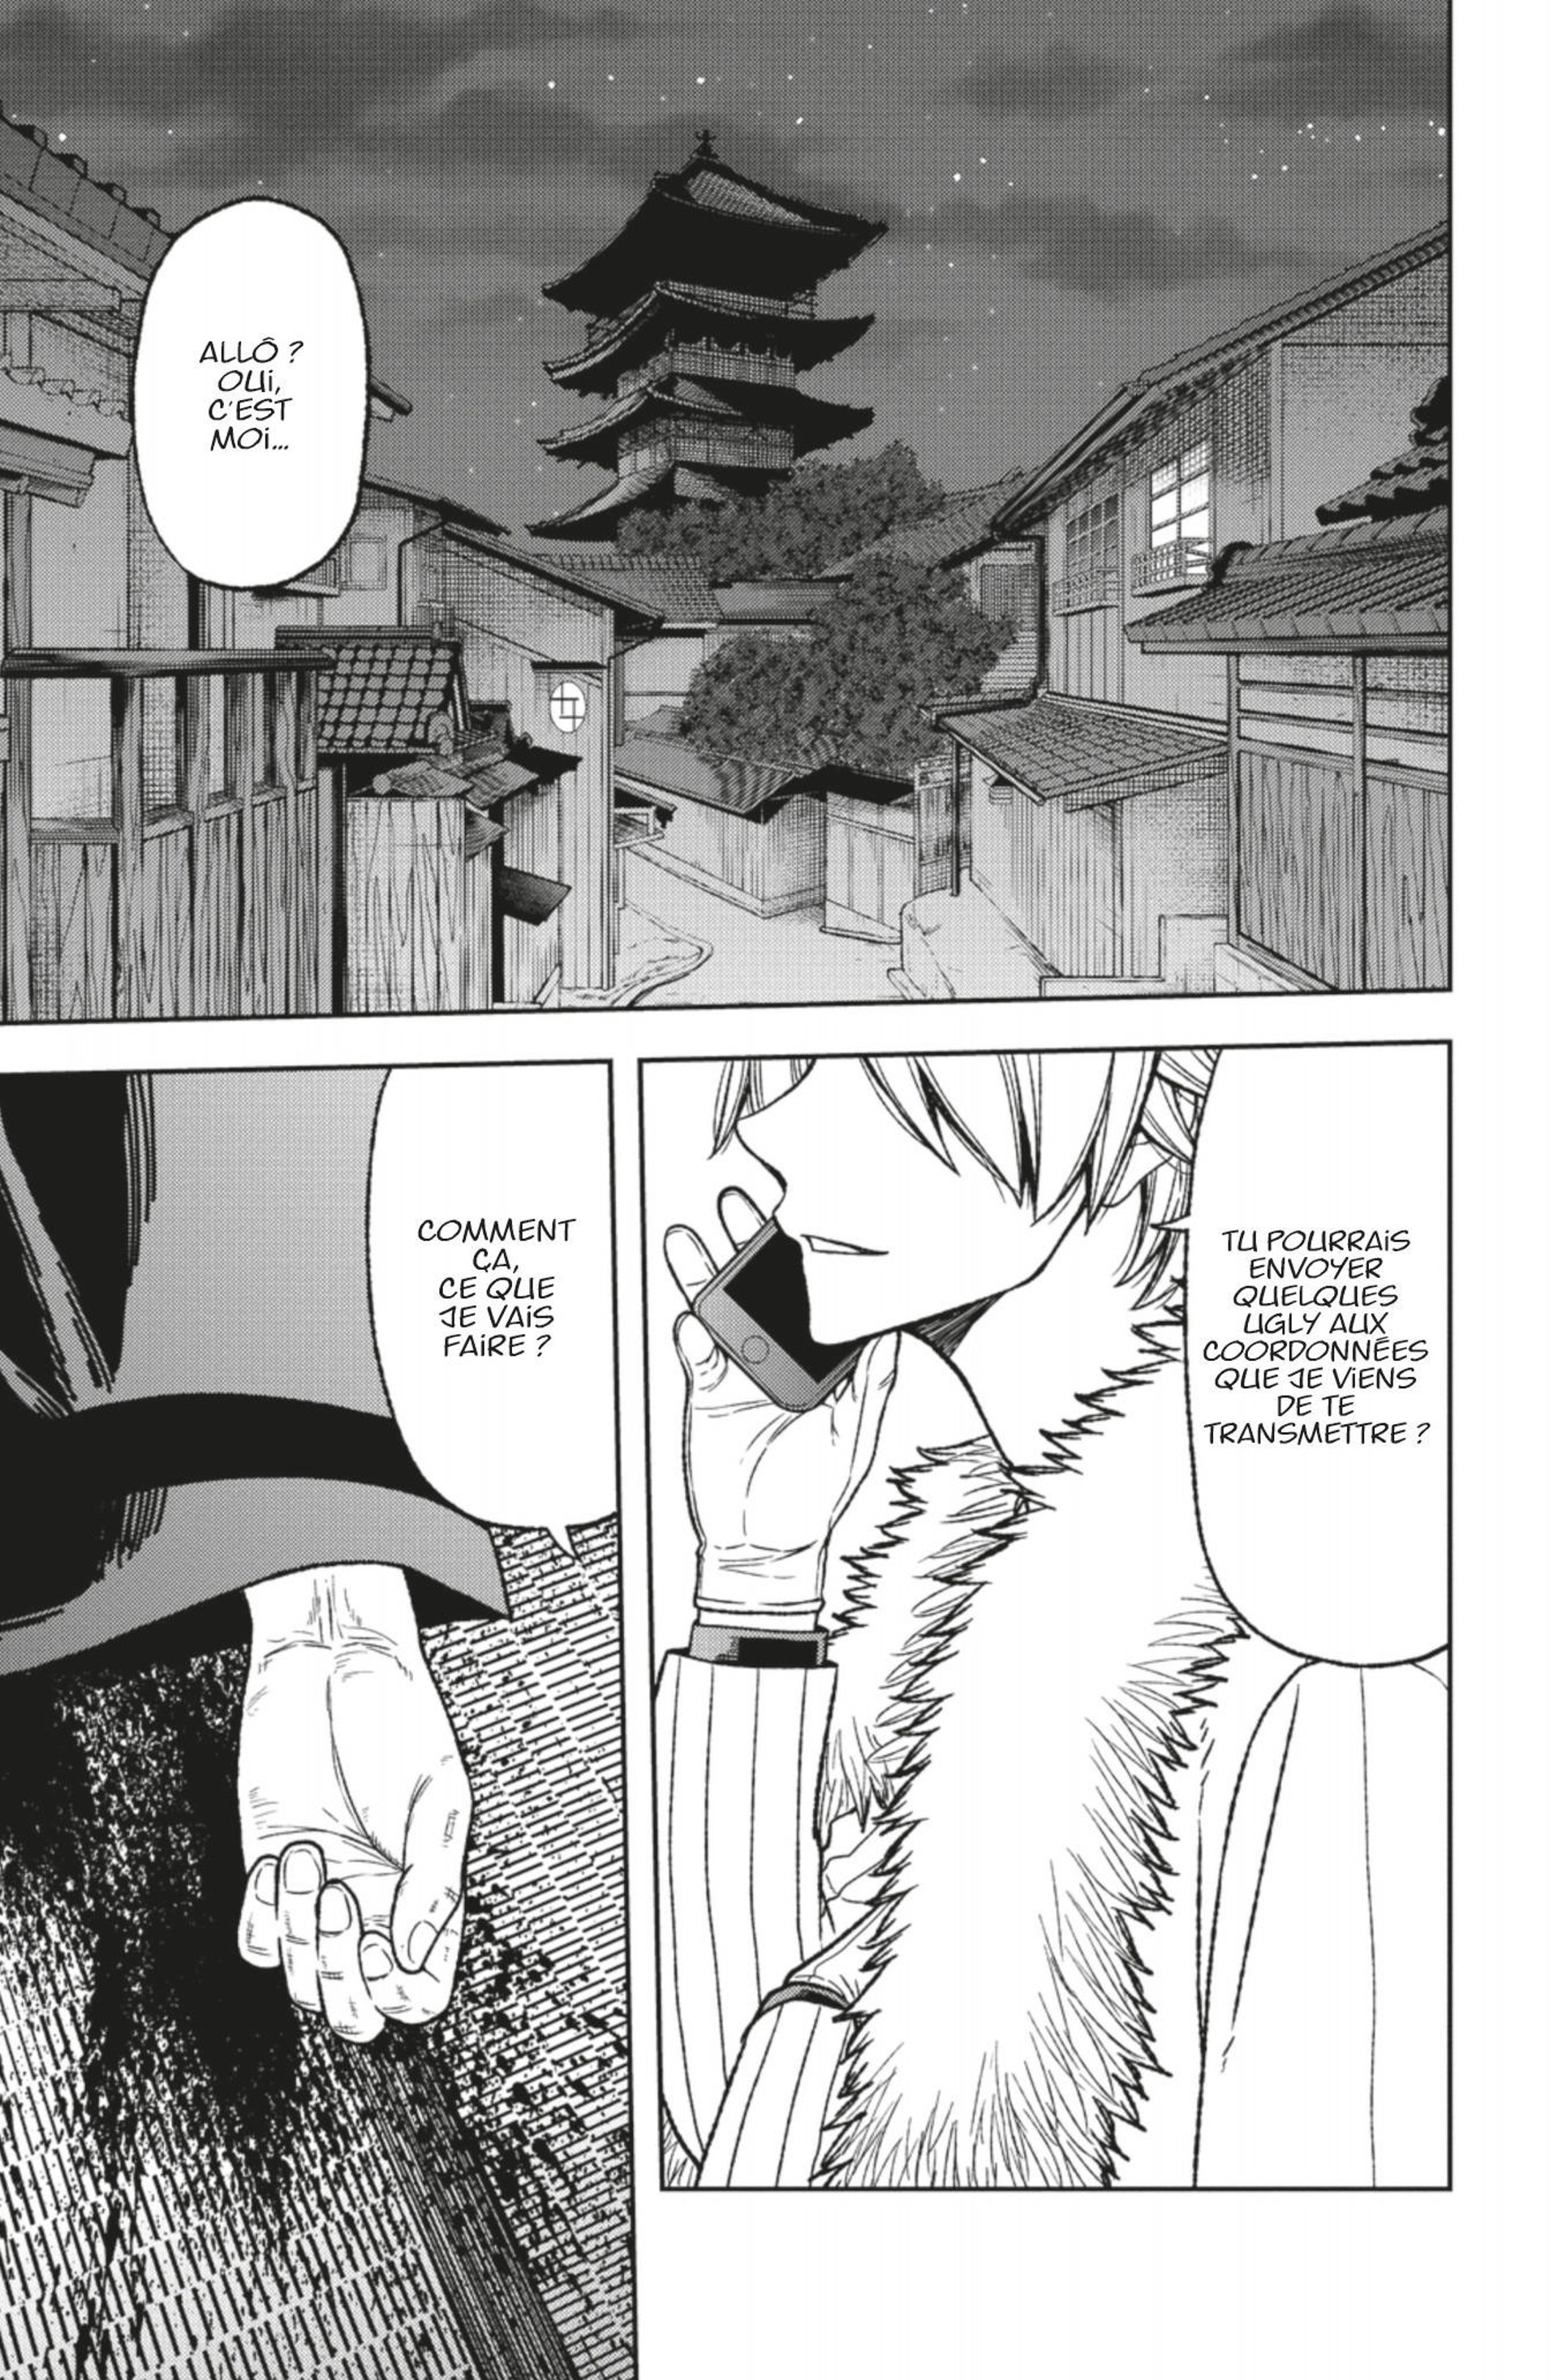 ALLÔ ?
OUi,
C'EST
MOi...
TU POURRAiS
ENVOYER
QUELQUES
UGLY AUX
COORDONNÉES
QUE JE ViENS
DE TE
TRANSMETTRE ?
COMMENT
ÇA,
CE QUE
JE VAiS
FAiRE ?